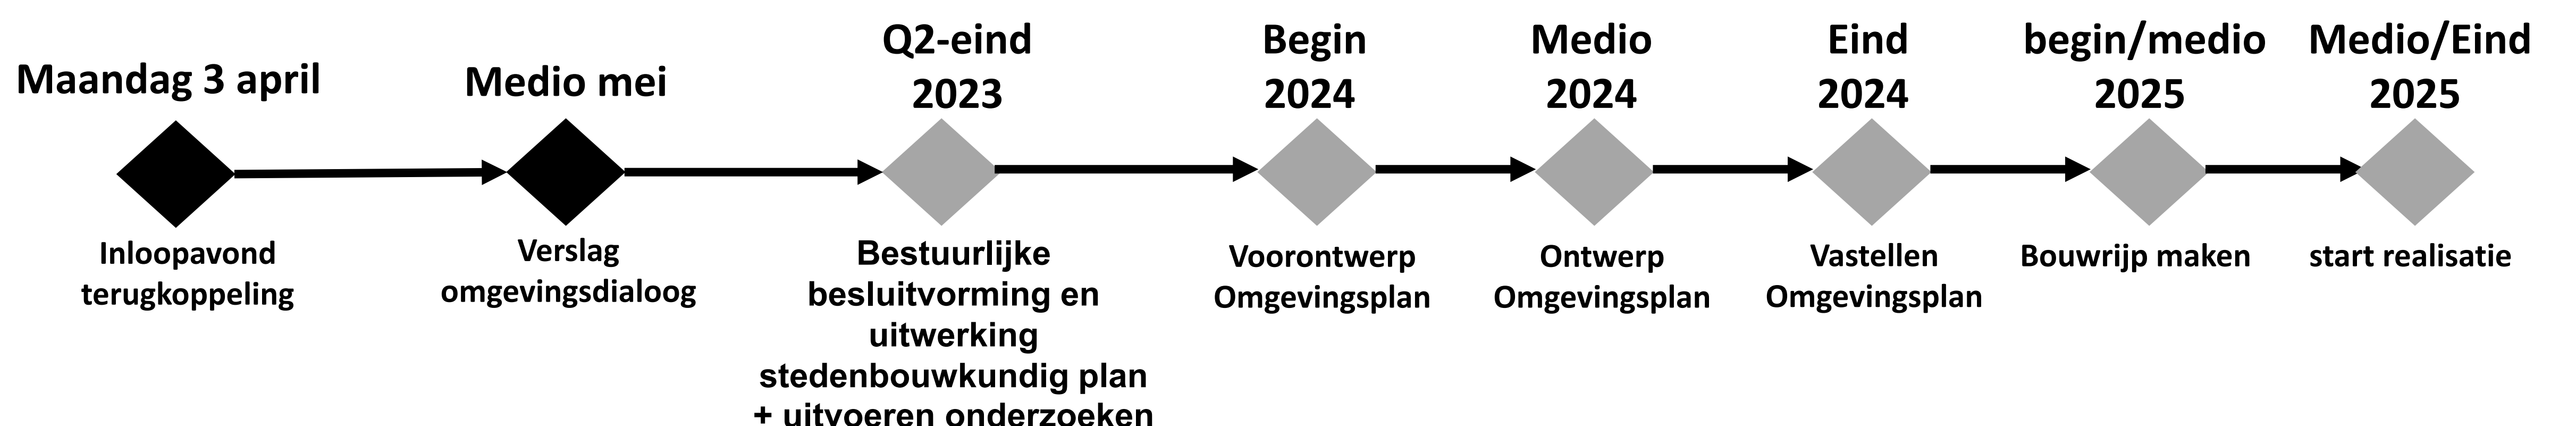 Maandag 3 april
Inloopavond
terugkoppeling
Medio mei
Verslag
omgevingsdialoog
Q2-eind
2023
Bestuurlijke
besluitvorming en
uitwerking
stedenbouwkundig plan
+ uitvoeren onderzoeken
Begin
2024
Voorontwerp
Omgevingsplan
Medio
2024
Ontwerp
Omgevingsplan
Eind
2024
Vastellen
Omgevingsplan
begin/medio
2025
Bouwrijp maken
Medio/Eind
2025
start realisatie